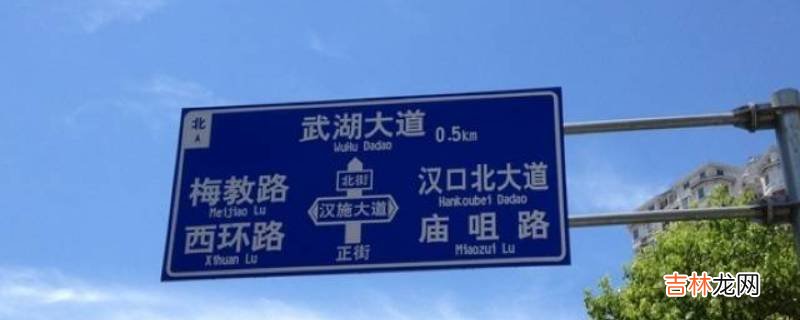 北
A
武湖大道 0.5km
WuHu Dadao
梅教路
Meijiao Lu
西环路
Xihuan Lu
北街
汉施大道
正街
汉口北大道
Hankoubei Dadao
庙咀路
Miaozui Lu
吉林龙网